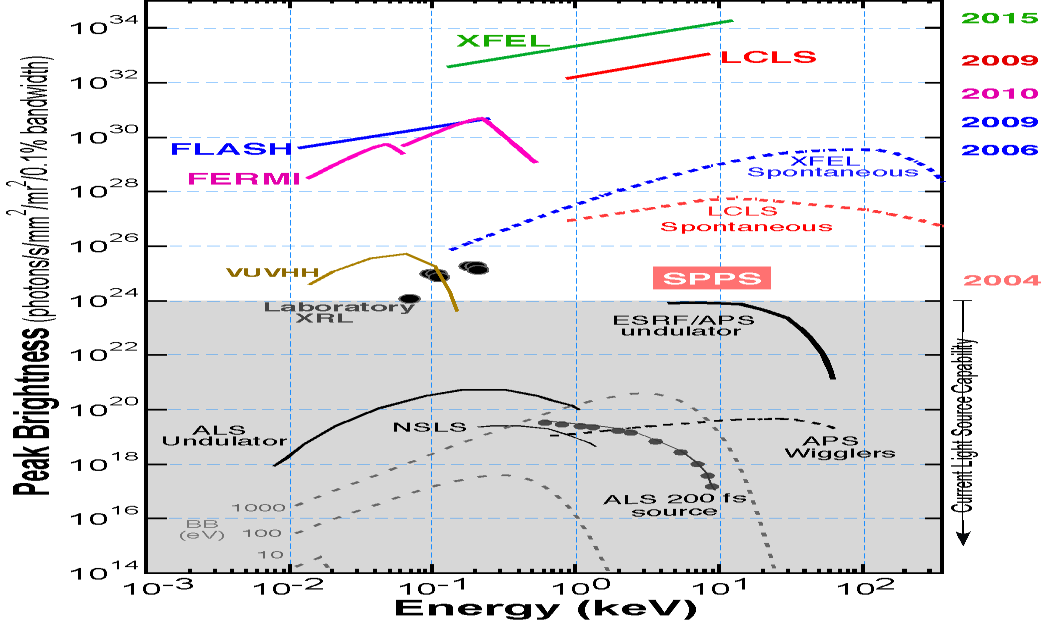 10^34
10^32
10^30
10^28
10^26
10^24
10^22
10^20
10^18
10^16
10^14
Peak Brightness (photons/s/mm^2/mr^2/0.1% bandwidth)
XFEL
LCLS
FLASH
FERMI
XFEL
Spontaneous
LCLS
Spontaneous
VUVHH
SPPS
Laboratory
XRL
ESRF/APS
undulator
ALS
Undulator
NSLS
APS
Wigglers
ALS 200 fs
source
1000
BB
(eV)
100
10
2015
2009
2010
2009
2006
2004
Current Light Source Capability
10^-3
10^-2
10^-1
10^0
10^1
10^2
Energy (keV)